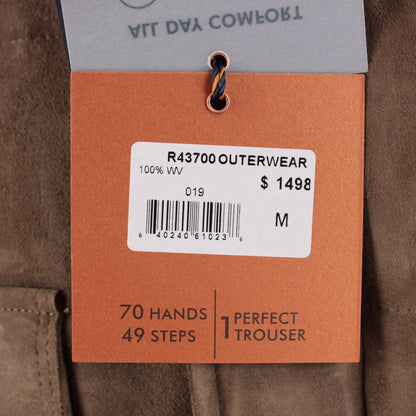 ALL DAY COMFORT
R43700 OUTERWEAR
100% WV
$ 1498
019
M
8 40240 61023 6
70 HANDS
49 STEPS
1 PERFECT
TROUSER